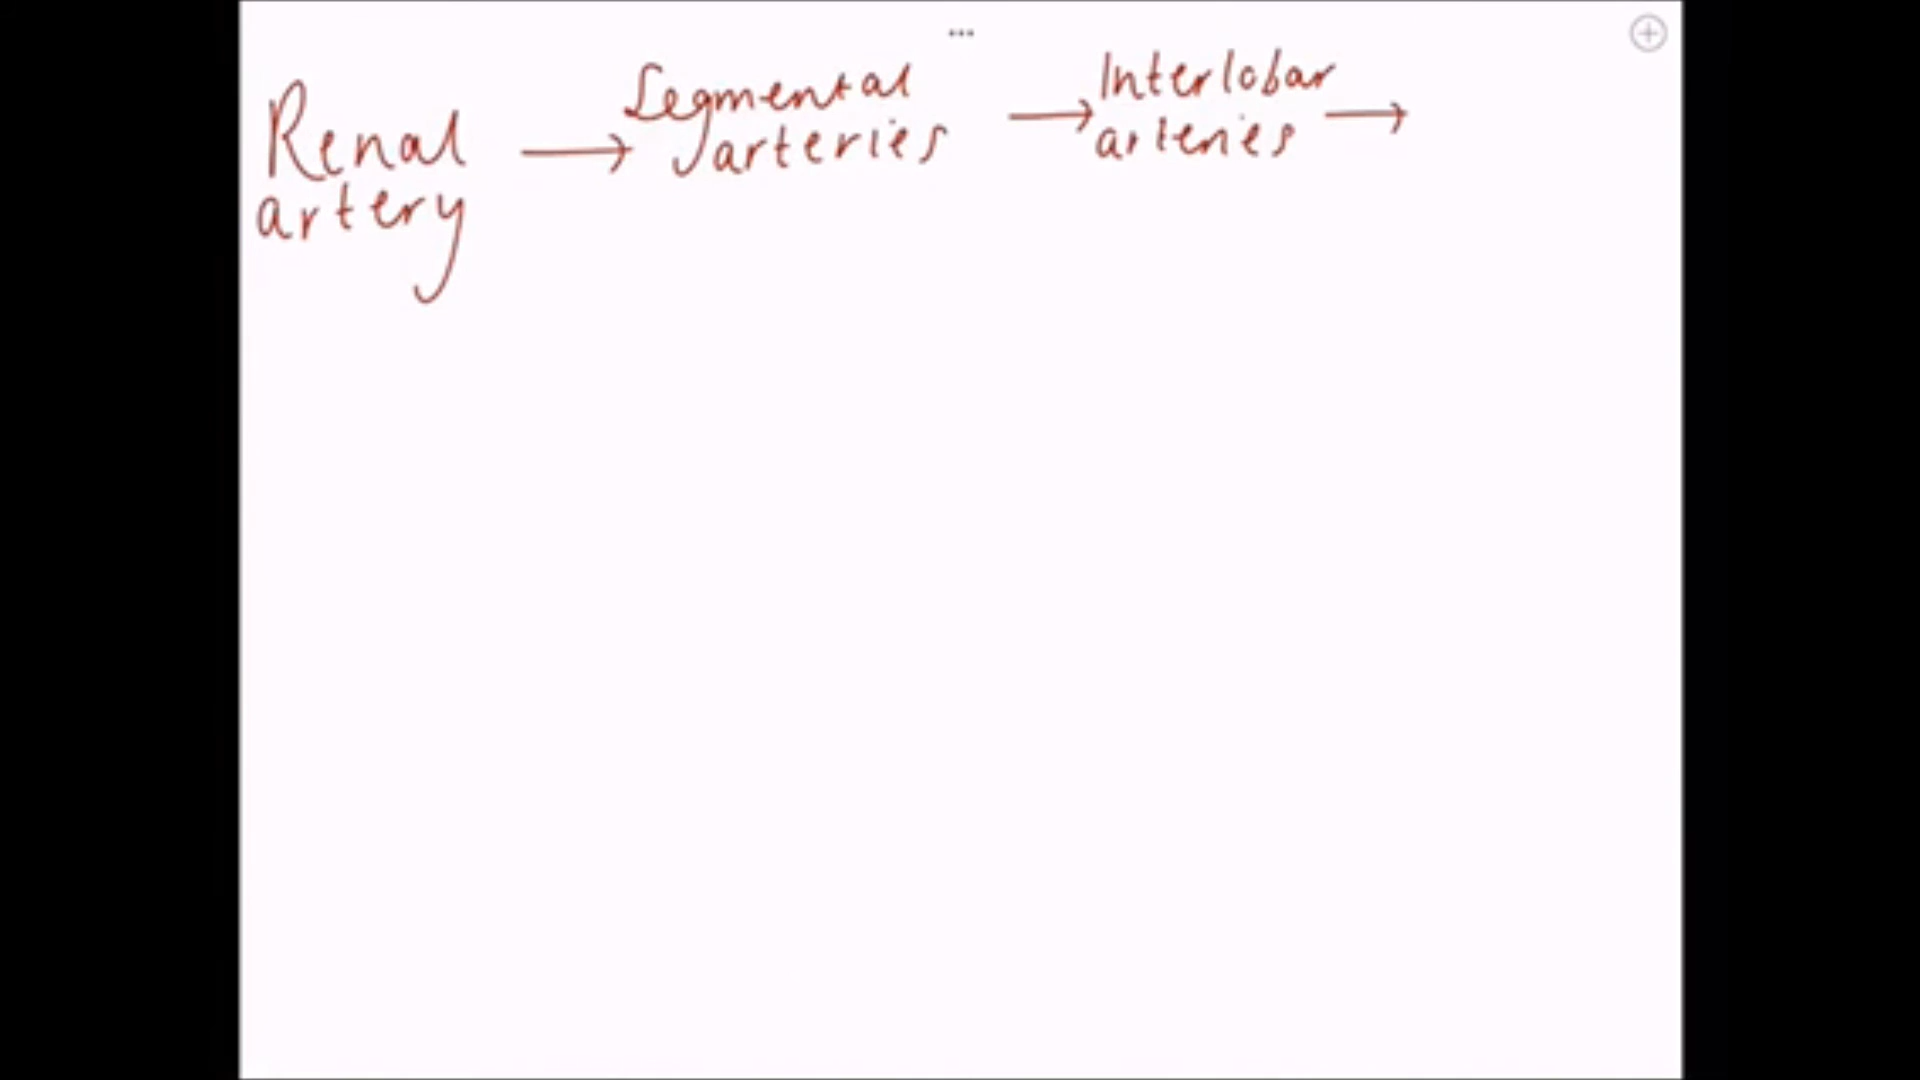 Renal
artery
→ Segmental
arteries
→ Interlobar
arteries →